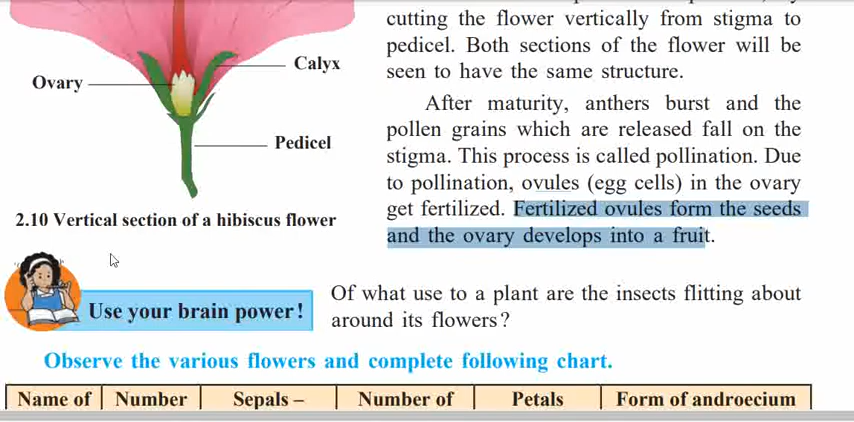 cutting the flower vertically from stigma to
pedicel. Both sections of the flower will be
seen to have the same structure.
After maturity, anthers burst and the
pollen grains which are released fall on the
stigma. This process is called pollination. Due
to pollination, ovules (egg cells) in the ovary
get fertilized. Fertilized ovules form the seeds
and the ovary develops into a fruit.
Calyx
Ovary
Pedicel
2.10 Vertical section of a hibiscus flower
Use your brain power!
Of what use to a plant are the insects flitting about
around its flowers?
Observe the various flowers and complete following chart.
Name of Number Sepals – Number of Petals Form of androecium